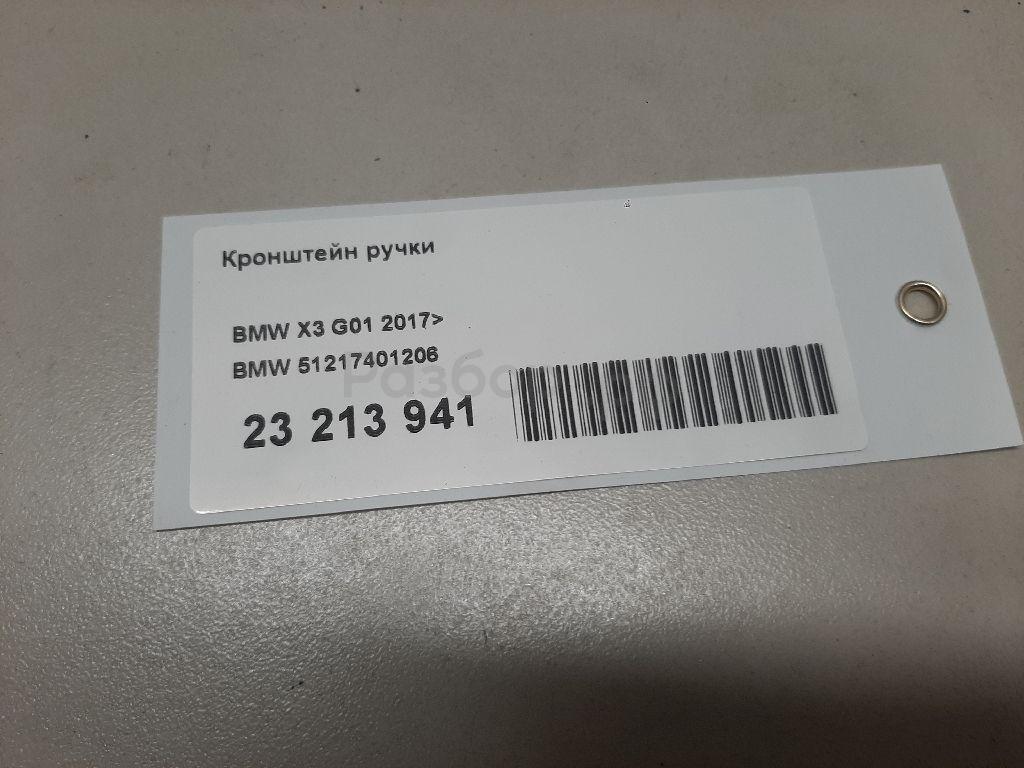 Кронштейн ручки
BMW X3 G01 2017>
BMW 51217401206
23 213 941